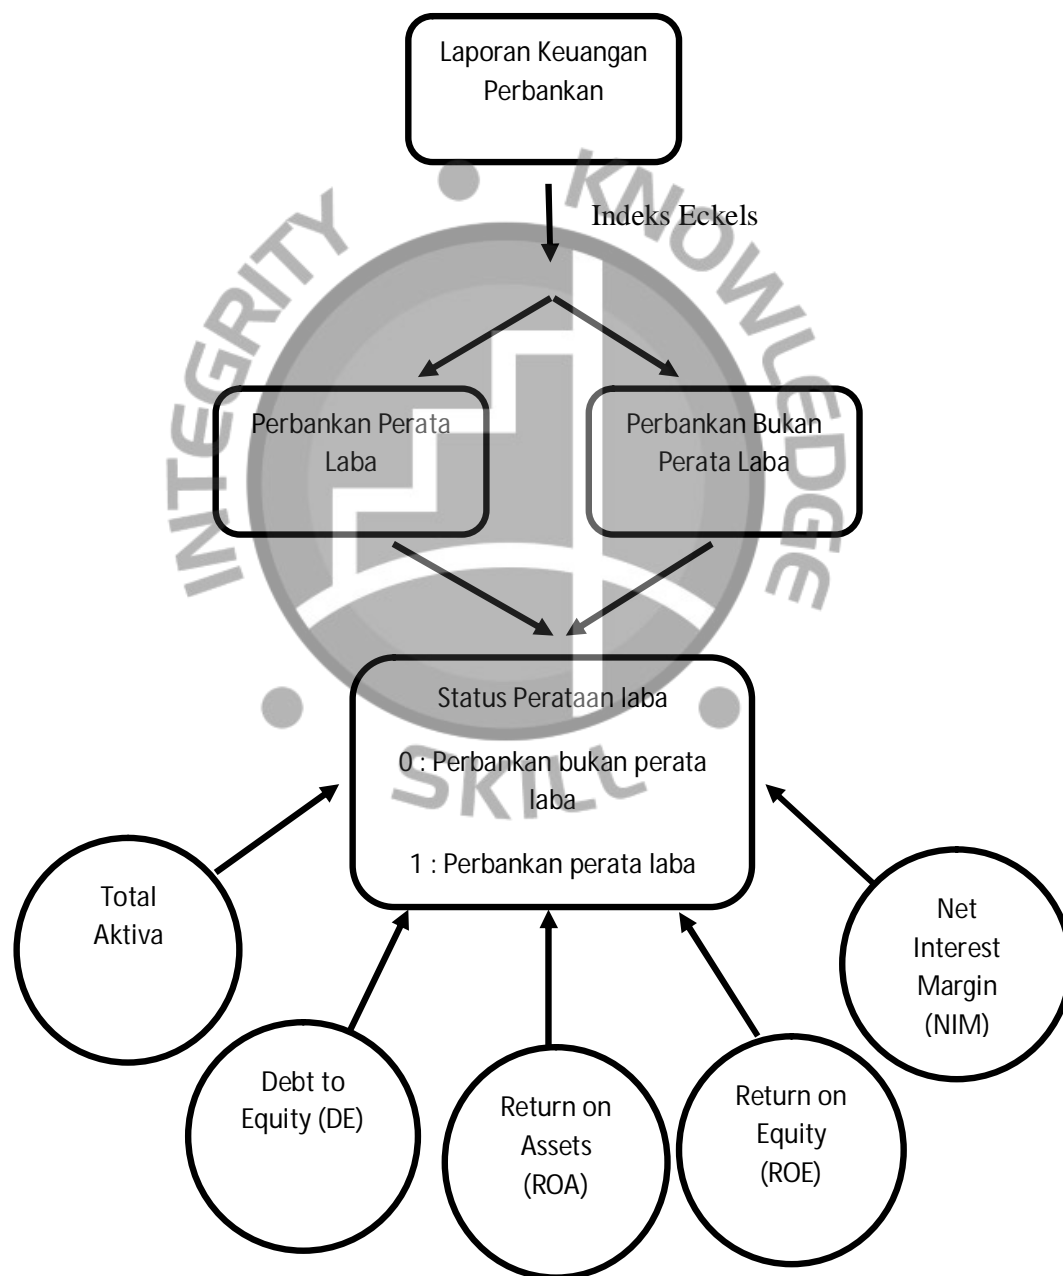 Laporan Keuangan
Perbankan
Indeks Eckels
INTEGRITY
KNOWLEDGE
SKILL
Perbankan Perata
Laba
Perbankan Bukan
Perata Laba
Status Perataan laba
0 : Perbankan bukan perata
laba
1 : Perbankan perata laba
Total
Aktiva
Debt to
Equity (DE)
Return on
Assets
(ROA)
Return on
Equity
(ROE)
Net
Interest
Margin
(NIM)